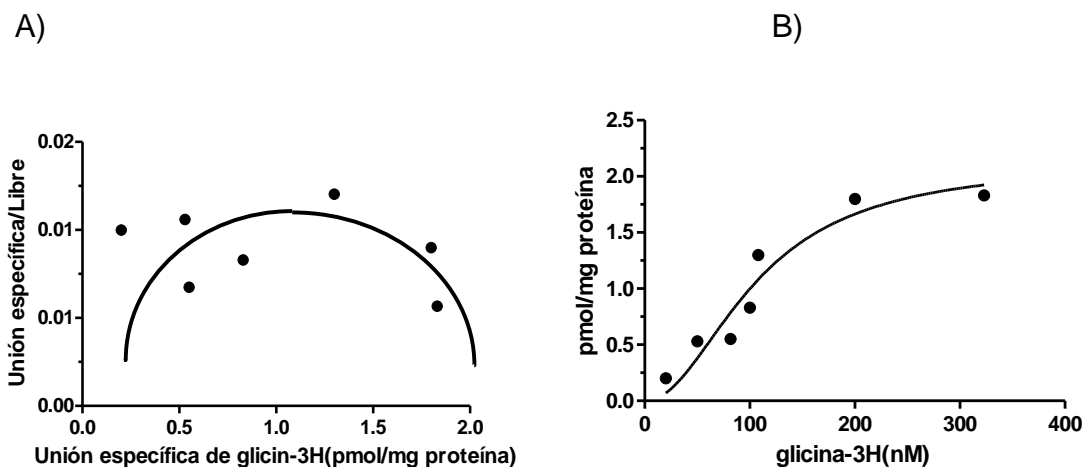 A)
B)
Unión específica/Libre
0.02
0.01
0.01
0.00
0.0 0.5 1.0 1.5 2.0
Unión específica de glicin-3H(pmol/mg proteína)
pmol/mg proteína
2.5
2.0
1.5
1.0
0.5
0.0
0 100 200 300 400
glicina-3H(nM)